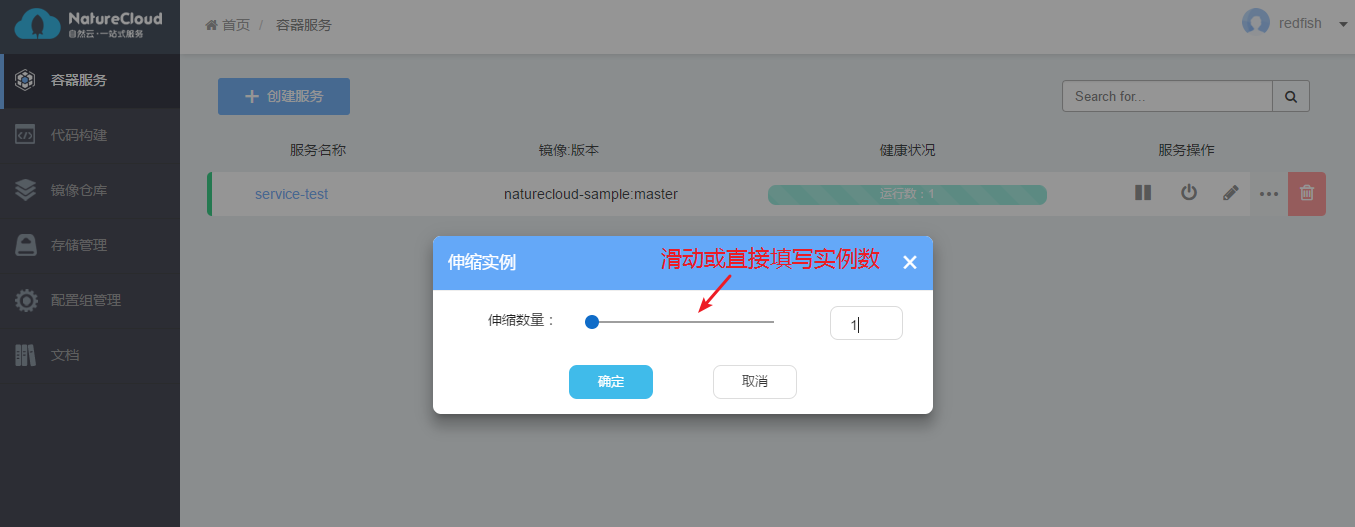 NatureCloud
自然云·一站式服务
首页 / 容器服务
redfish
容器服务
代码构建
镜像仓库
存储管理
配置组管理
文档
创建服务
Search for...
服务名称 镜像:版本 健康状况 服务操作
service-test naturecloud-sample:master 运行数：1
伸缩实例
滑动或直接填写实例数
伸缩数量： 1
确定 取消